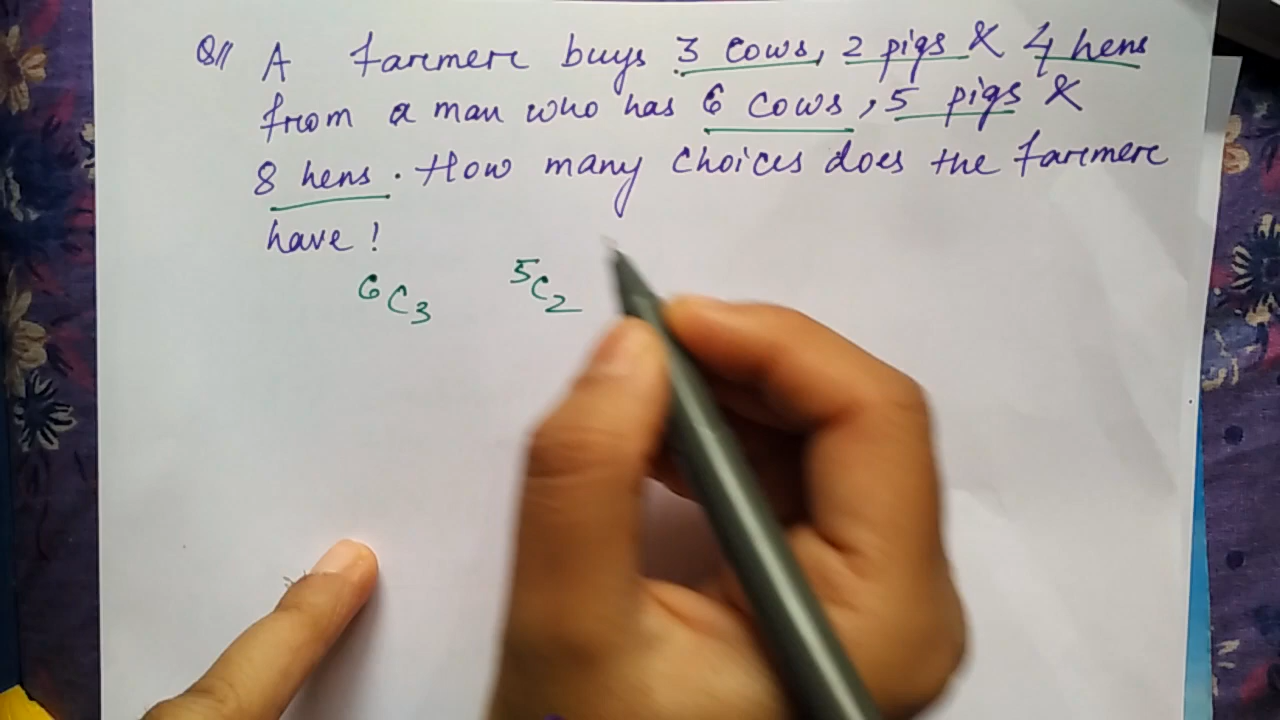 Q// A farmer buys 3 cows, 2 pigs & 4 hens
from a man who has 6 cows, 5 pigs &
8 hens. How many choices does the farmer
have!
⁶C₃ ⁵C₂